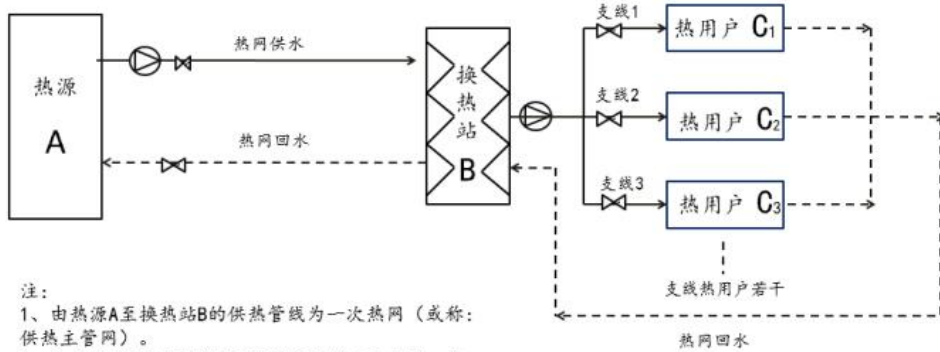 支线1
热用户 C1
热网供水
热源
A
换热站
B
支线2
热用户 C2
热网回水
支线3
热用户 C3
支线热用户若干
热网回水
注:
1、由热源A至换热站B的供热管线为一次热网（或称:
供热主管网）。